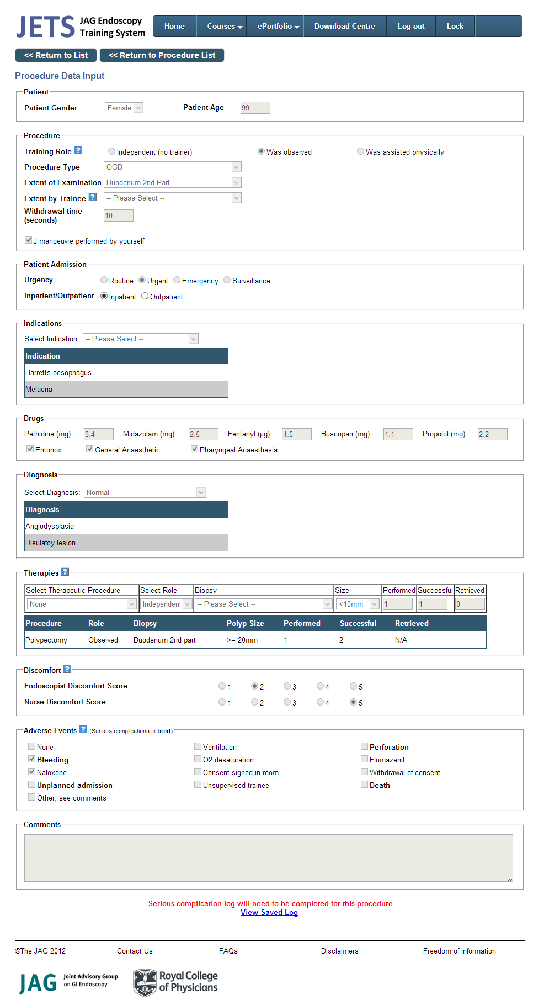 JETS JAG Endoscopy Training System
Home Courses ePortfolio Download Centre Log out Lock
<< Return to List << Return to Procedure List
Procedure Data Input
Patient
Patient Gender Female Patient Age 99
Procedure
Training Role ? Independent (no trainer) Was observed Was assisted physically
Procedure Type OGD
Extent of Examination Duodenum 2nd Part
Extent by Trainee ? -- Please Select --
Withdrawal time
(seconds) 10
J manoeuvre performed by yourself
Patient Admission
Urgency Routine Urgent Emergency Surveillance
Inpatient/Outpatient Inpatient Outpatient
Indications
Select Indication: -- Please Select --
Indication
Barretts oesophagus
Melaena
Drugs
Pethidine (mg) 3.4 Midazolam (mg) 2.5 Fentanyl (µg) 1.5 Buscopan (mg) 1.1 Propofol (mg) 2.2
Entonox General Anaesthetic Pharyngeal Anaesthesia
Diagnosis
Select Diagnosis: Normal
Diagnosis
Angiodysplasia
Dieulafoy lesion
Therapies ?
Select Therapeutic Procedure Select Role Biopsy Size Performed Successful Retrieved
None Independent -- Please Select -- <10mm 1 1 0
Procedure Role Biopsy Polyp Size Performed Successful Retrieved
Polypectomy Observed Duodenum 2nd part >= 20mm 1 2 N/A
Discomfort ?
Endoscopist Discomfort Score 1 2 3 4 5
Nurse Discomfort Score 1 2 3 4 5
Adverse Events ? (Serious complications in bold)
None Ventilation Perforation
Bleeding O2 desaturation Flumazenil
Naloxone Consent signed in room Withdrawal of consent
Unplanned admission Unsupervised trainee Death
Other, see comments
Comments
Serious complication log will need to be completed for this procedure
View Saved Log
©The JAG 2012 Contact Us FAQs Disclaimers Freedom of information
JAG Joint Advisory Group on GI Endoscopy Royal College of Physicians